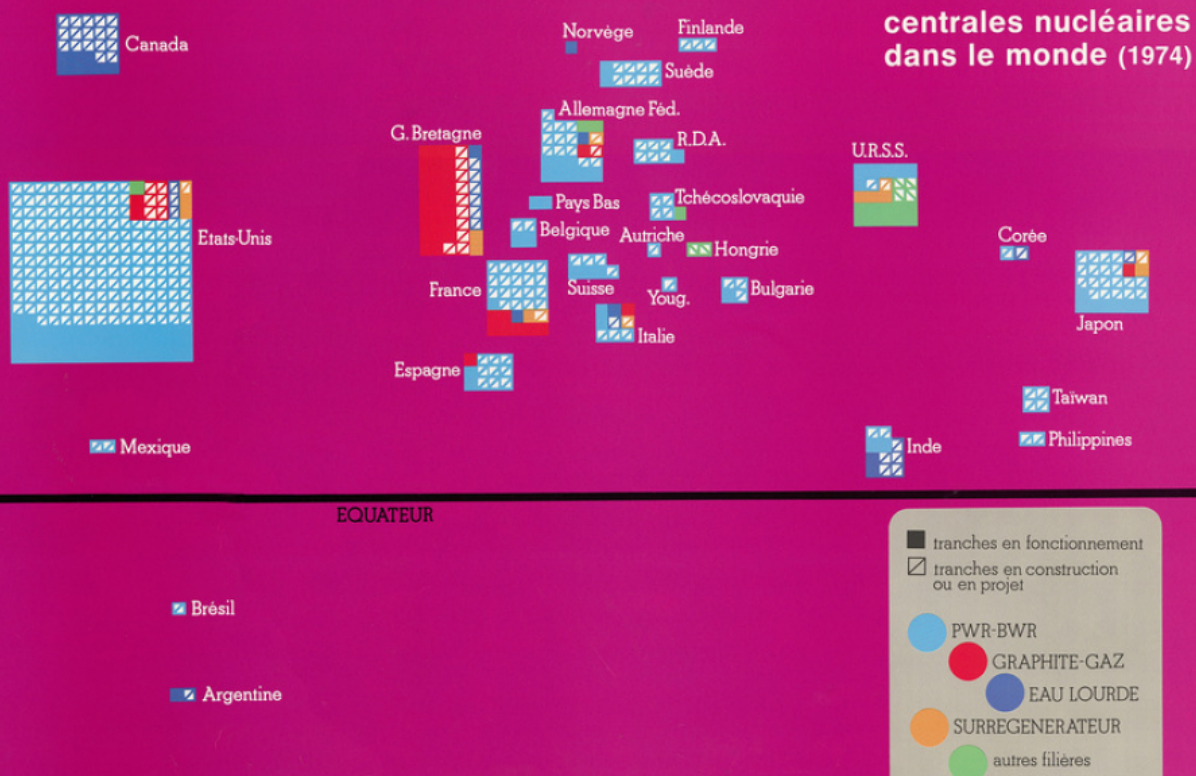 centrales nucléaires
dans le monde (1974)
Canada
Norvège
Finlande
Suède
Allemagne Féd.
G. Bretagne
R.D.A.
U.R.S.S.
Etats-Unis
Pays Bas
Tchécoslovaquie
Belgique
Autriche
Hongrie
Corée
France
Suisse
Youg.
Bulgarie
Japon
Italie
Espagne
Taïwan
Mexique
Inde
Philippines
EQUATEUR
tranches en fonctionnement
tranches en construction
ou en projet
Brésil
PWR-BWR
GRAPHITE-GAZ
Argentine
EAU LOURDE
SURREGENERATEUR
autres filières